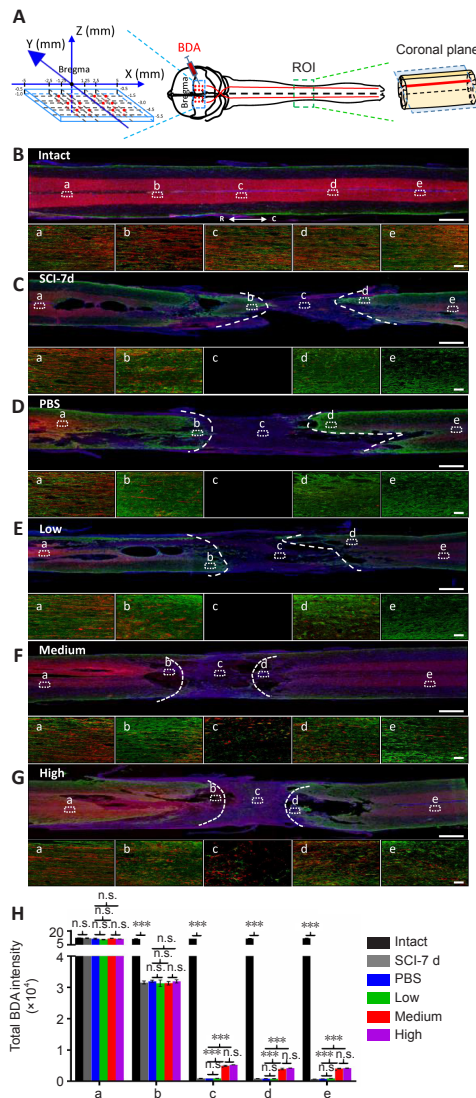 A
Z (mm)
Y (mm)
Bregma
X (mm)
BDA
Bregma
ROI
Coronal plane
B
Intact
a b c d e
R C
a b c d e
C
SCI-7d
a b c d e
a b c d e
D
PBS
a b c d e
a b c d e
E
Low
a b c d e
a b c d e
F
Medium
a b c d e
a b c d e
G
High
a b c d e
a b c d e
H
Total BDA intensity
(×10⁴)
20
5
4
3
2
1
0
n.s. n.s. n.s. n.s. n.s.
*** n.s. n.s. n.s. n.s.
*** *** *** n.s. n.s.
*** *** *** n.s. n.s.
*** *** *** n.s. n.s.
a b c d e
Intact
SCI-7 d
PBS
Low
Medium
High